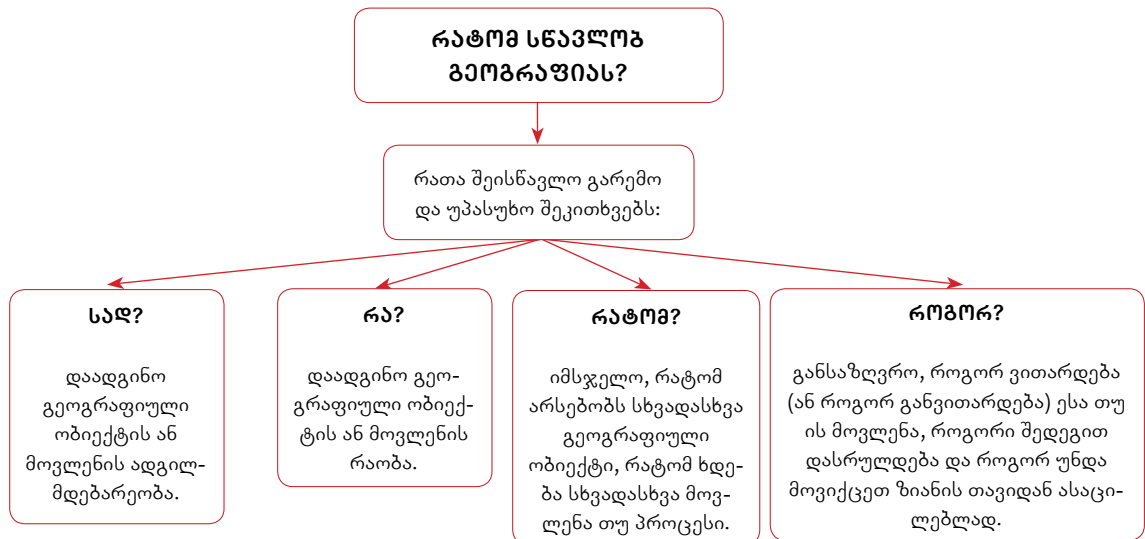 რატომ სწავლობ
გეოგრაფიას?
რათა შეისწავლო გარემო
და უპასუხო შეკითხვებს:
სად?
დაადგინო
გეოგრაფიული
ობიექტის ან
მოვლენის ადგილ-
მდებარეობა.
რა?
დაადგინო გეო-
გრაფიული ობიექ-
ტის ან მოვლენის
რაობა.
რატომ?
იმსჯელო, რატომ
არსებობს სხვადასხვა
გეოგრაფიული
ობიექტი, რატომ ხდე-
ბა სხვადასხვა მოვ-
ლენა თუ პროცესი.
როგორ?
განსაზღვრო, როგორ ვითარდება
(ან როგორ განვითარდება) ესა თუ
ის მოვლენა, როგორი შედეგით
დასრულდება და როგორ უნდა
მოვიქცეთ ზიანის თავიდან ასაცი-
ლებლად.